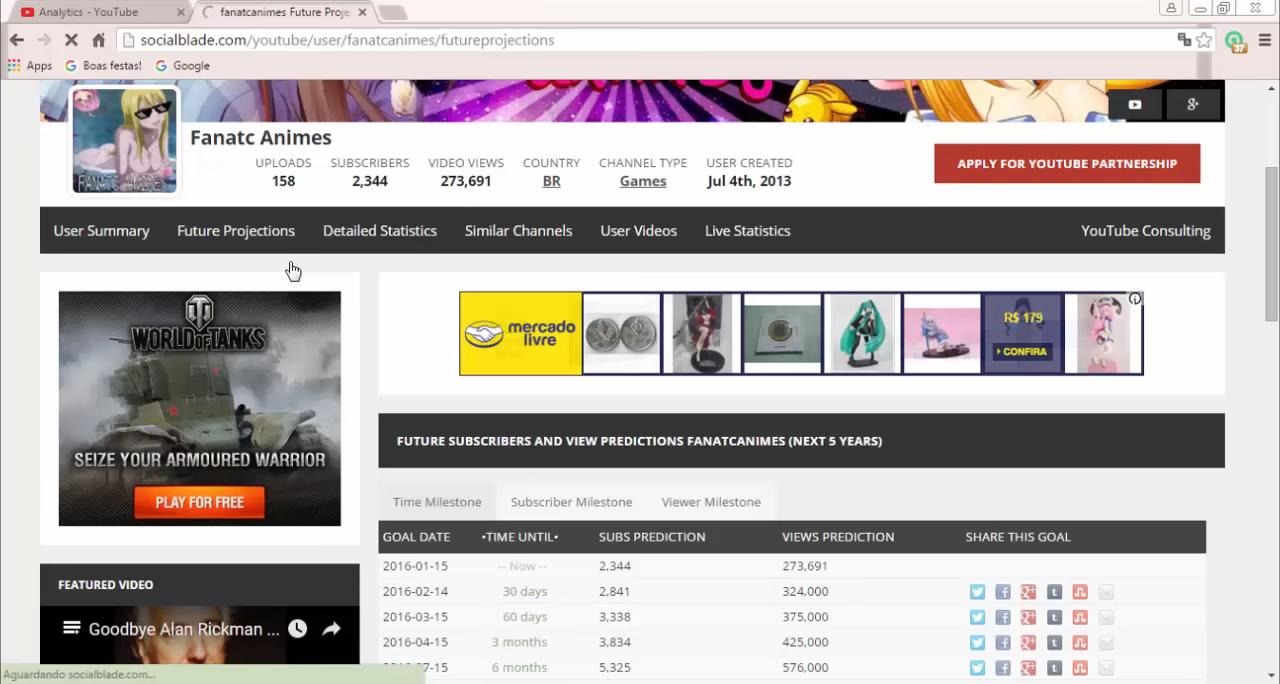 Analytics - YouTube
fanatcanimes Future Proje
socialblade.com/youtube/user/fanatcanimes/futureprojections
37
Apps Boas festas! Google
Fanatc Animes
UPLOADS SUBSCRIBERS VIDEO VIEWS COUNTRY CHANNEL TYPE USER CREATED
158 2,344 273,691 BR Games Jul 4th, 2013
APPLY FOR YOUTUBE PARTNERSHIP
FANATC ANIMES
User Summary Future Projections Detailed Statistics Similar Channels User Videos Live Statistics YouTube Consulting
WORLD OF TANKS
SEIZE YOUR ARMOURED WARRIOR
PLAY FOR FREE
mercado
livre
R$ 179
CONFIRA
FUTURE SUBSCRIBERS AND VIEW PREDICTIONS FANATCANIMES (NEXT 5 YEARS)
Time Milestone Subscriber Milestone Viewer Milestone
GOAL DATE •TIME UNTIL• SUBS PREDICTION VIEWS PREDICTION SHARE THIS GOAL
2016-01-15 -- Now -- 2,344 273,691
2016-02-14 30 days 2,841 324,000
2016-03-15 60 days 3,338 375,000
2016-04-15 3 months 3,834 425,000
2016-07-15 6 months 5,325 576,000
FEATURED VIDEO
Goodbye Alan Rickman ...
Aguardando socialblade.com...